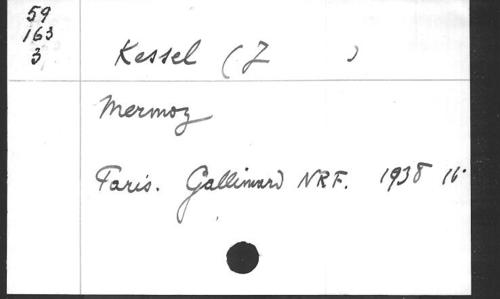 59
163
3
Kessel (J )
Mermoz
Paris. Gallimard NRF. 1938 16°